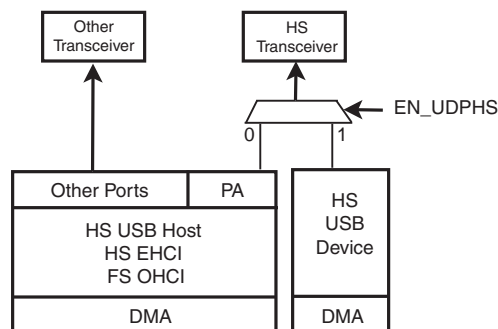 Other
Transceiver
HS
Transceiver
EN_UDPHS
0
1
Other Ports
PA
HS
USB
Device
HS USB Host
HS EHCI
FS OHCI
DMA
DMA